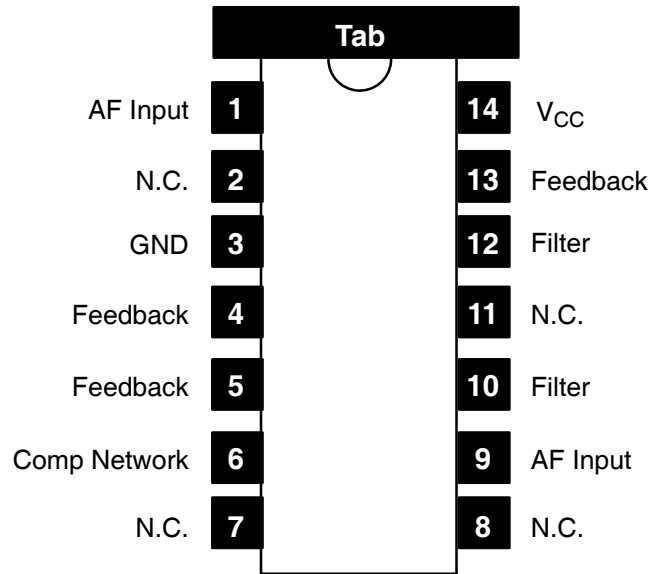 Tab
AF Input 1 14 VCC
N.C. 2 13 Feedback
GND 3 12 Filter
Feedback 4 11 N.C.
Feedback 5 10 Filter
Comp Network 6 9 AF Input
N.C. 7 8 N.C.